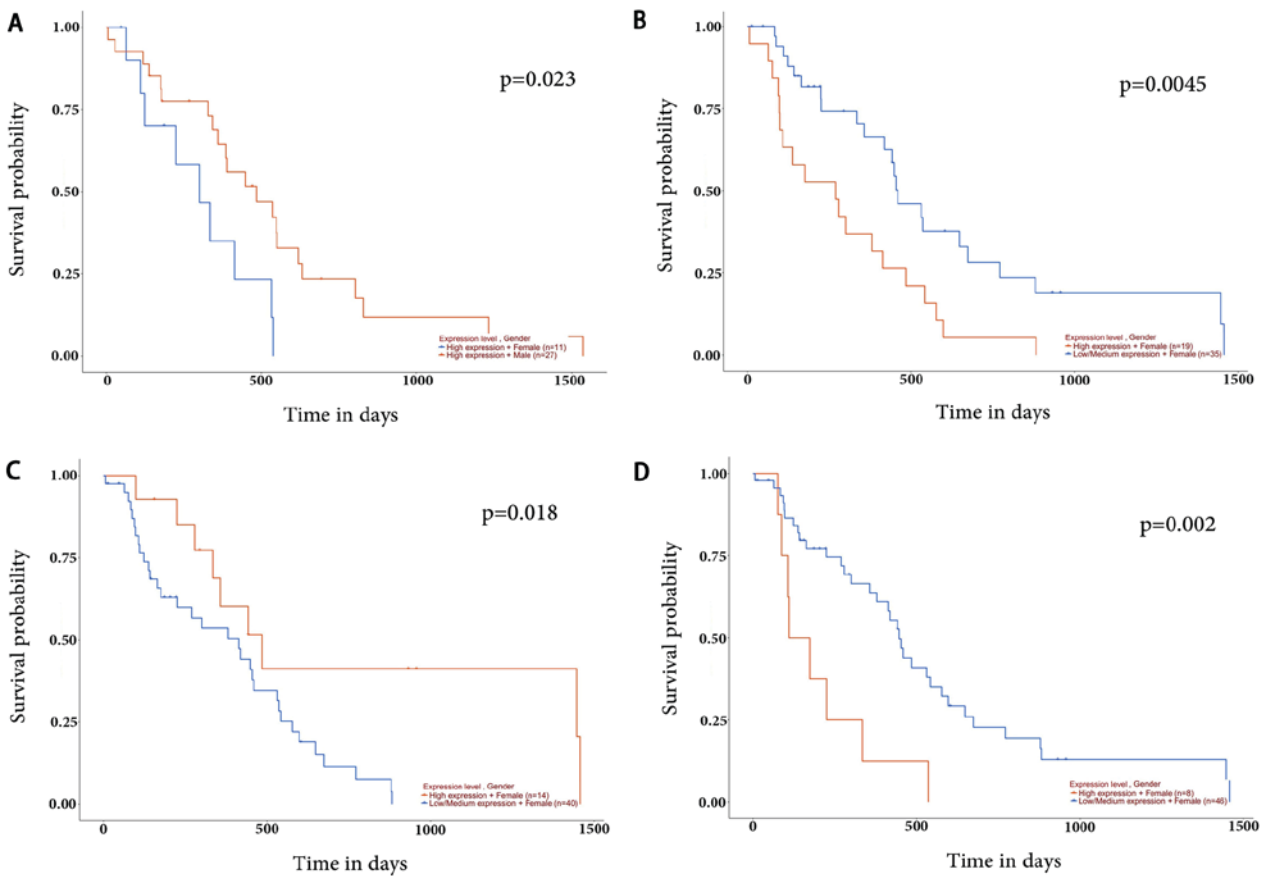 A
1.00
0.75
0.50
0.25
0.00
Survival probability
p=0.023
Expression level , Gender
High expression + Female (n=11)
High expression + Male (n=27)
0
500
1000
1500
Time in days
B
1.00
0.75
0.50
0.25
0.00
Survival probability
p=0.0045
Expression level , Gender
High expression + Female (n=19)
Low/Medium expression + Female (n=35)
0
500
1000
1500
Time in days
C
1.00
0.75
0.50
0.25
0.00
Survival probability
p=0.018
Expression level , Gender
High expression + Female (n=14)
Low/Medium expression + Female (n=40)
0
500
1000
1500
Time in days
D
1.00
0.75
0.50
0.25
0.00
Survival probability
p=0.002
Expression level , Gender
High expression + Female (n=8)
Low/Medium expression + Female (n=46)
0
500
1000
1500
Time in days